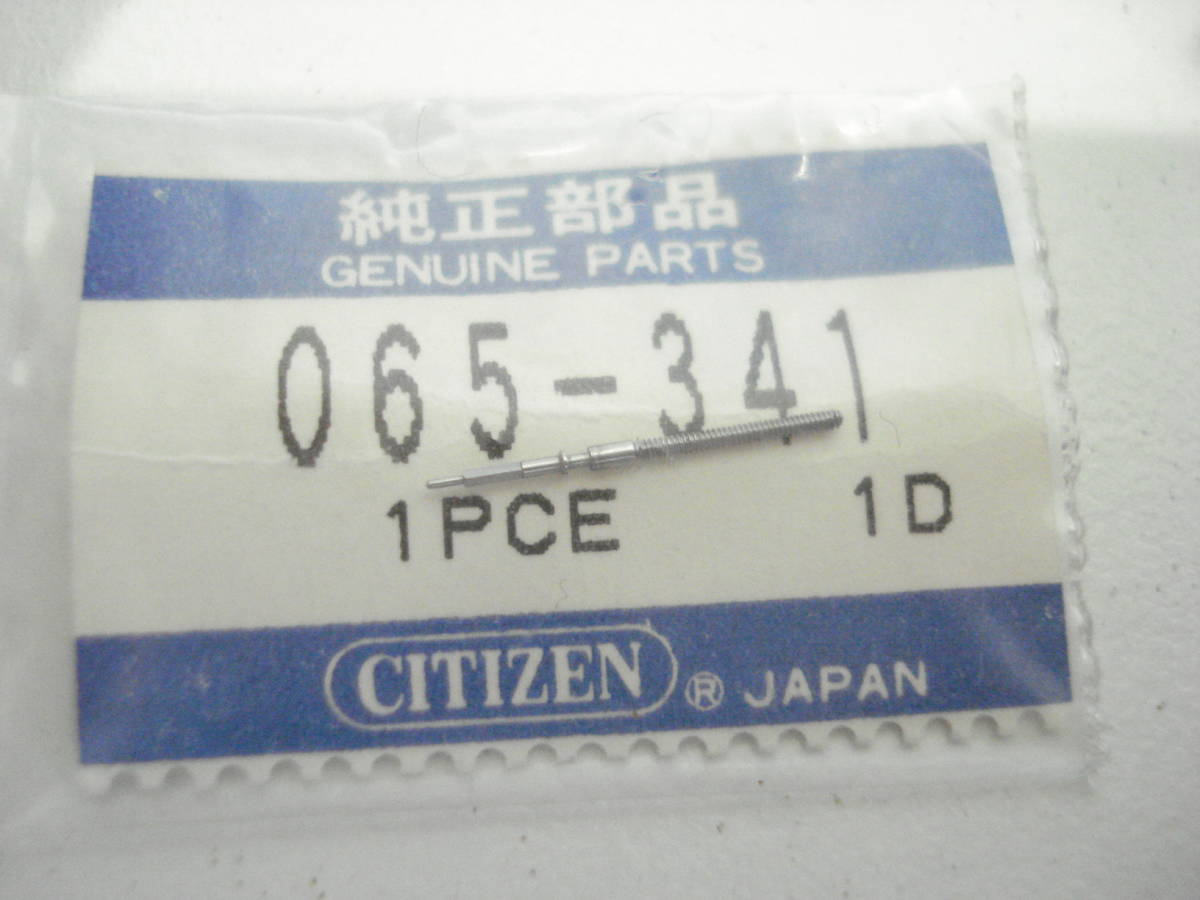 純正部品
GENUINE PARTS
065-341
1PCE 1D
CITIZEN ® JAPAN